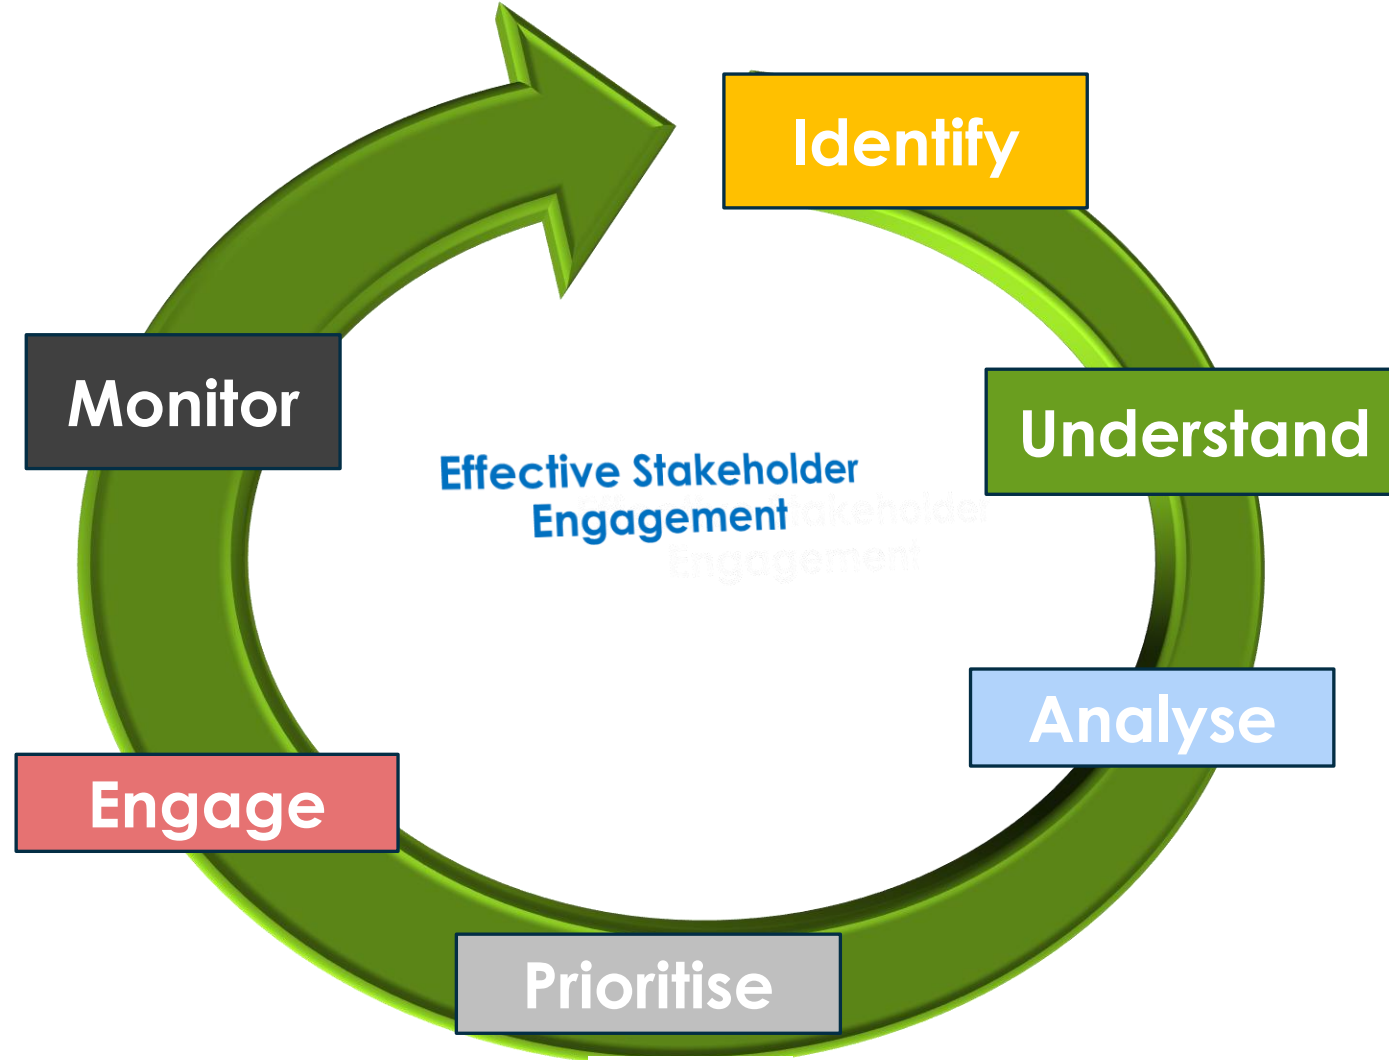 Identify
Understand
Analyse
Prioritise
Engage
Monitor
Effective Stakeholder
Engagement